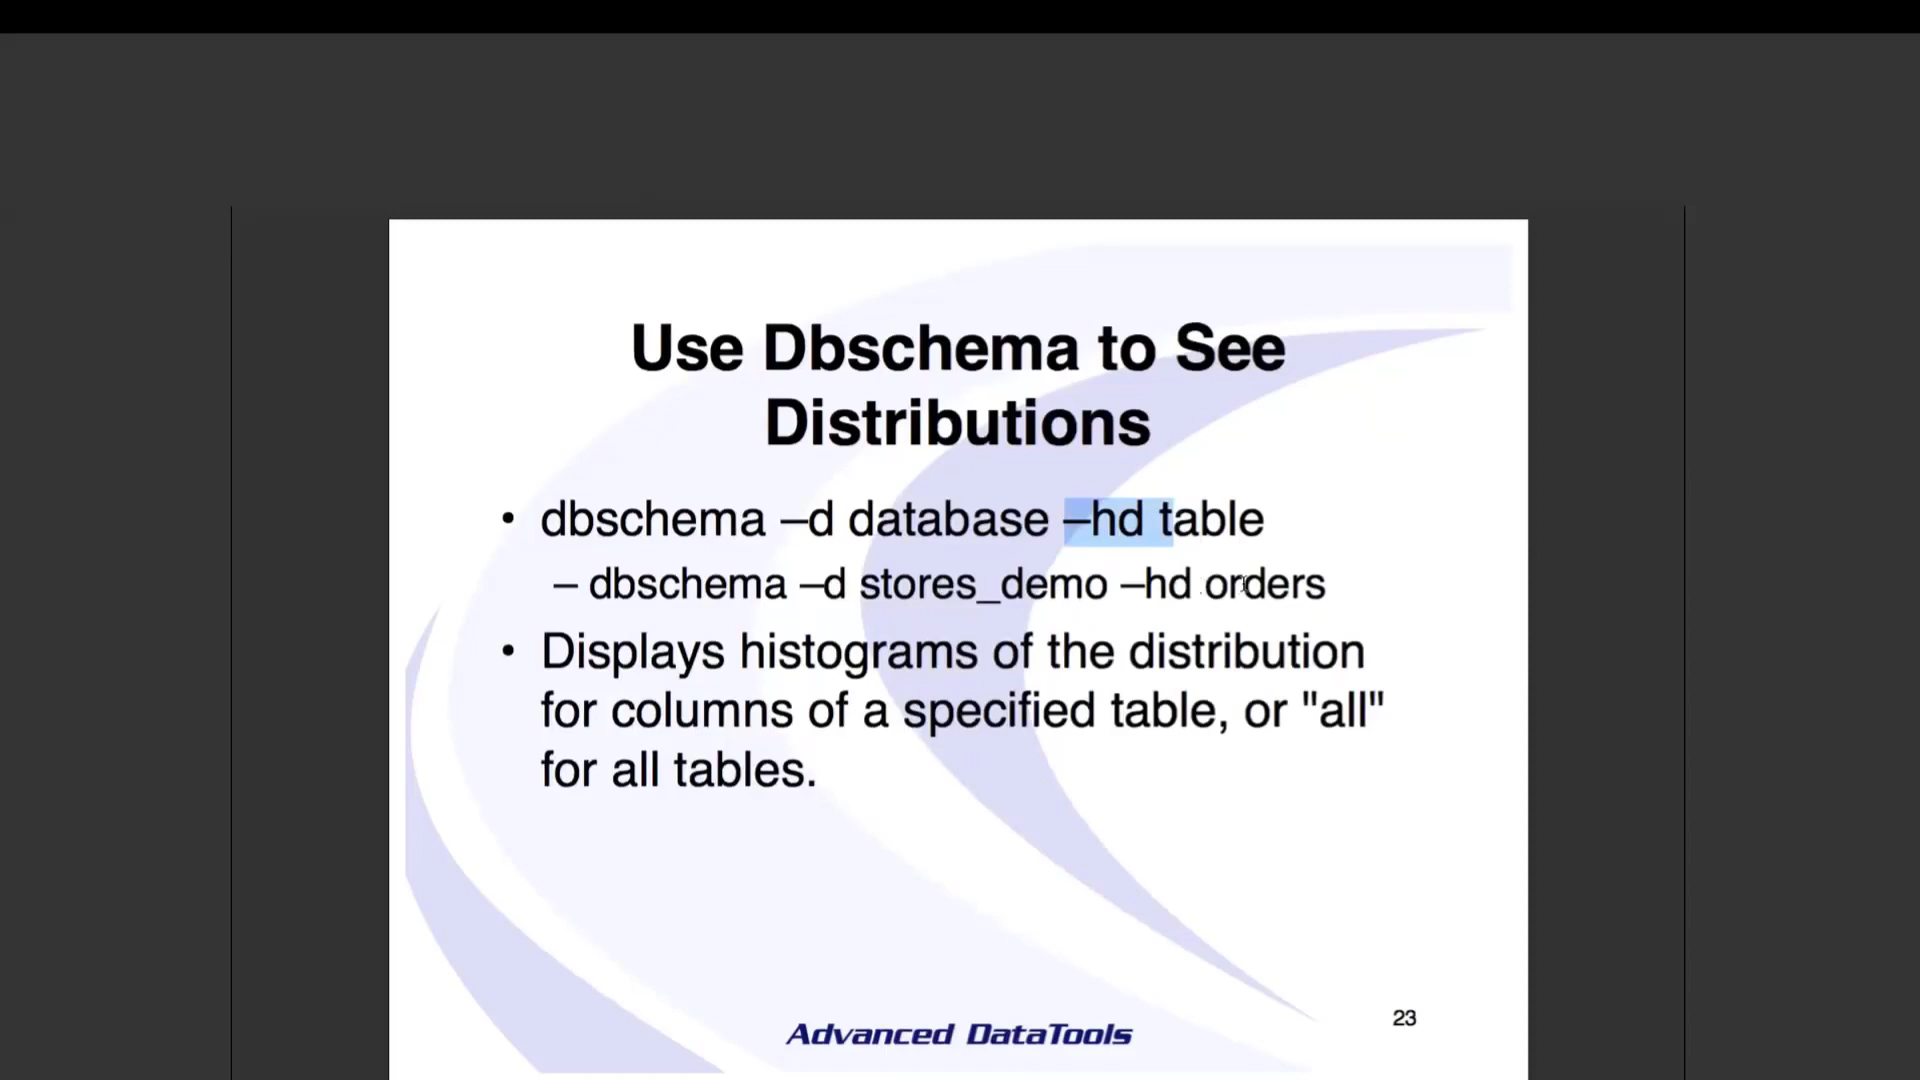 Use Dbschema to See
Distributions
• dbschema –d database –hd table
– dbschema –d stores_demo –hd orders
• Displays histograms of the distribution
for columns of a specified table, or "all"
for all tables.
23
Advanced DataTools